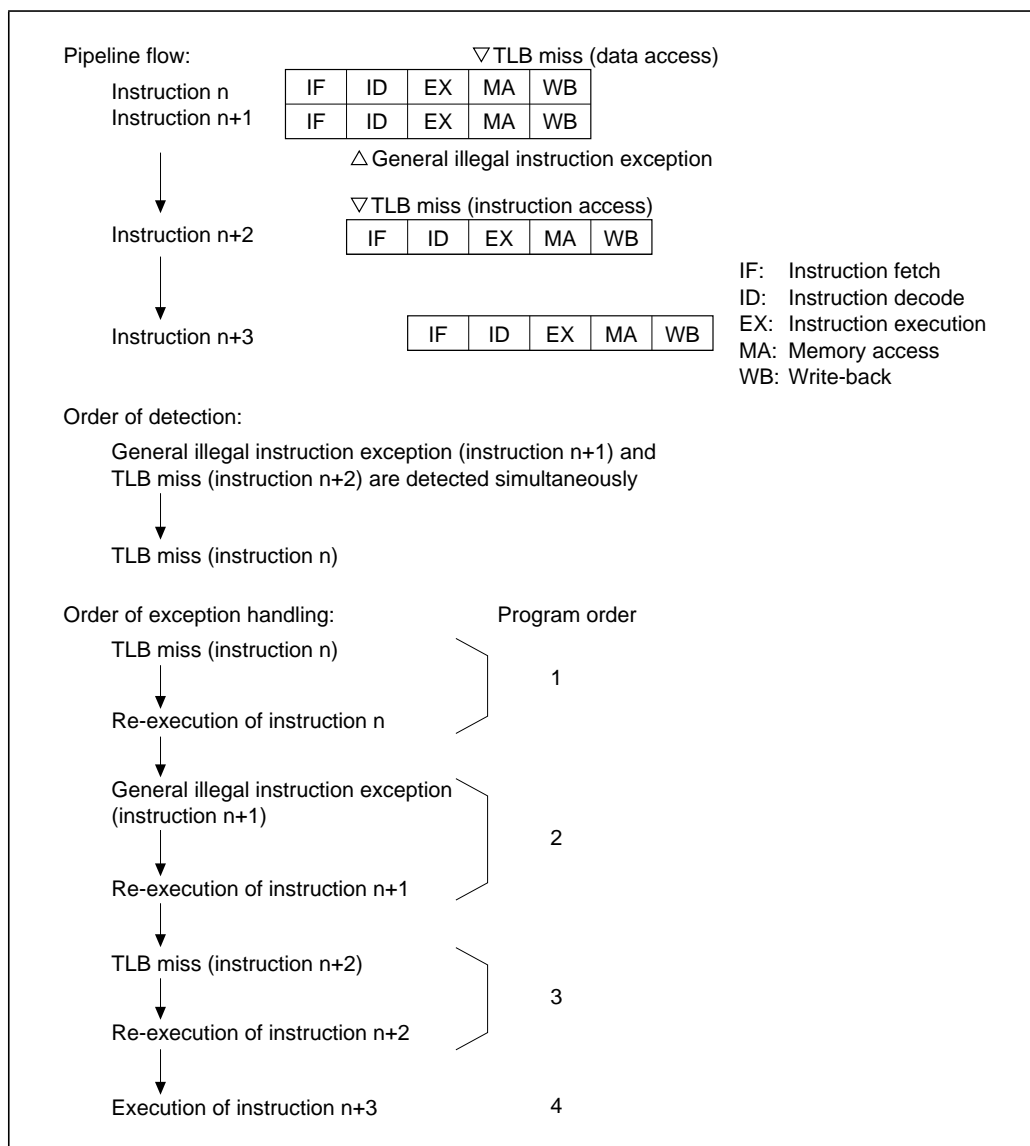 Pipeline flow:
▽TLB miss (data access)
Instruction n IF ID EX MA WB
Instruction n+1 IF ID EX MA WB
△General illegal instruction exception
▽TLB miss (instruction access)
Instruction n+2 IF ID EX MA WB
Instruction n+3 IF ID EX MA WB
IF: Instruction fetch
ID: Instruction decode
EX: Instruction execution
MA: Memory access
WB: Write-back
Order of detection:
General illegal instruction exception (instruction n+1) and
TLB miss (instruction n+2) are detected simultaneously
TLB miss (instruction n)
Order of exception handling: Program order
TLB miss (instruction n)
1
Re-execution of instruction n
General illegal instruction exception
(instruction n+1)
2
Re-execution of instruction n+1
TLB miss (instruction n+2)
3
Re-execution of instruction n+2
Execution of instruction n+3 4